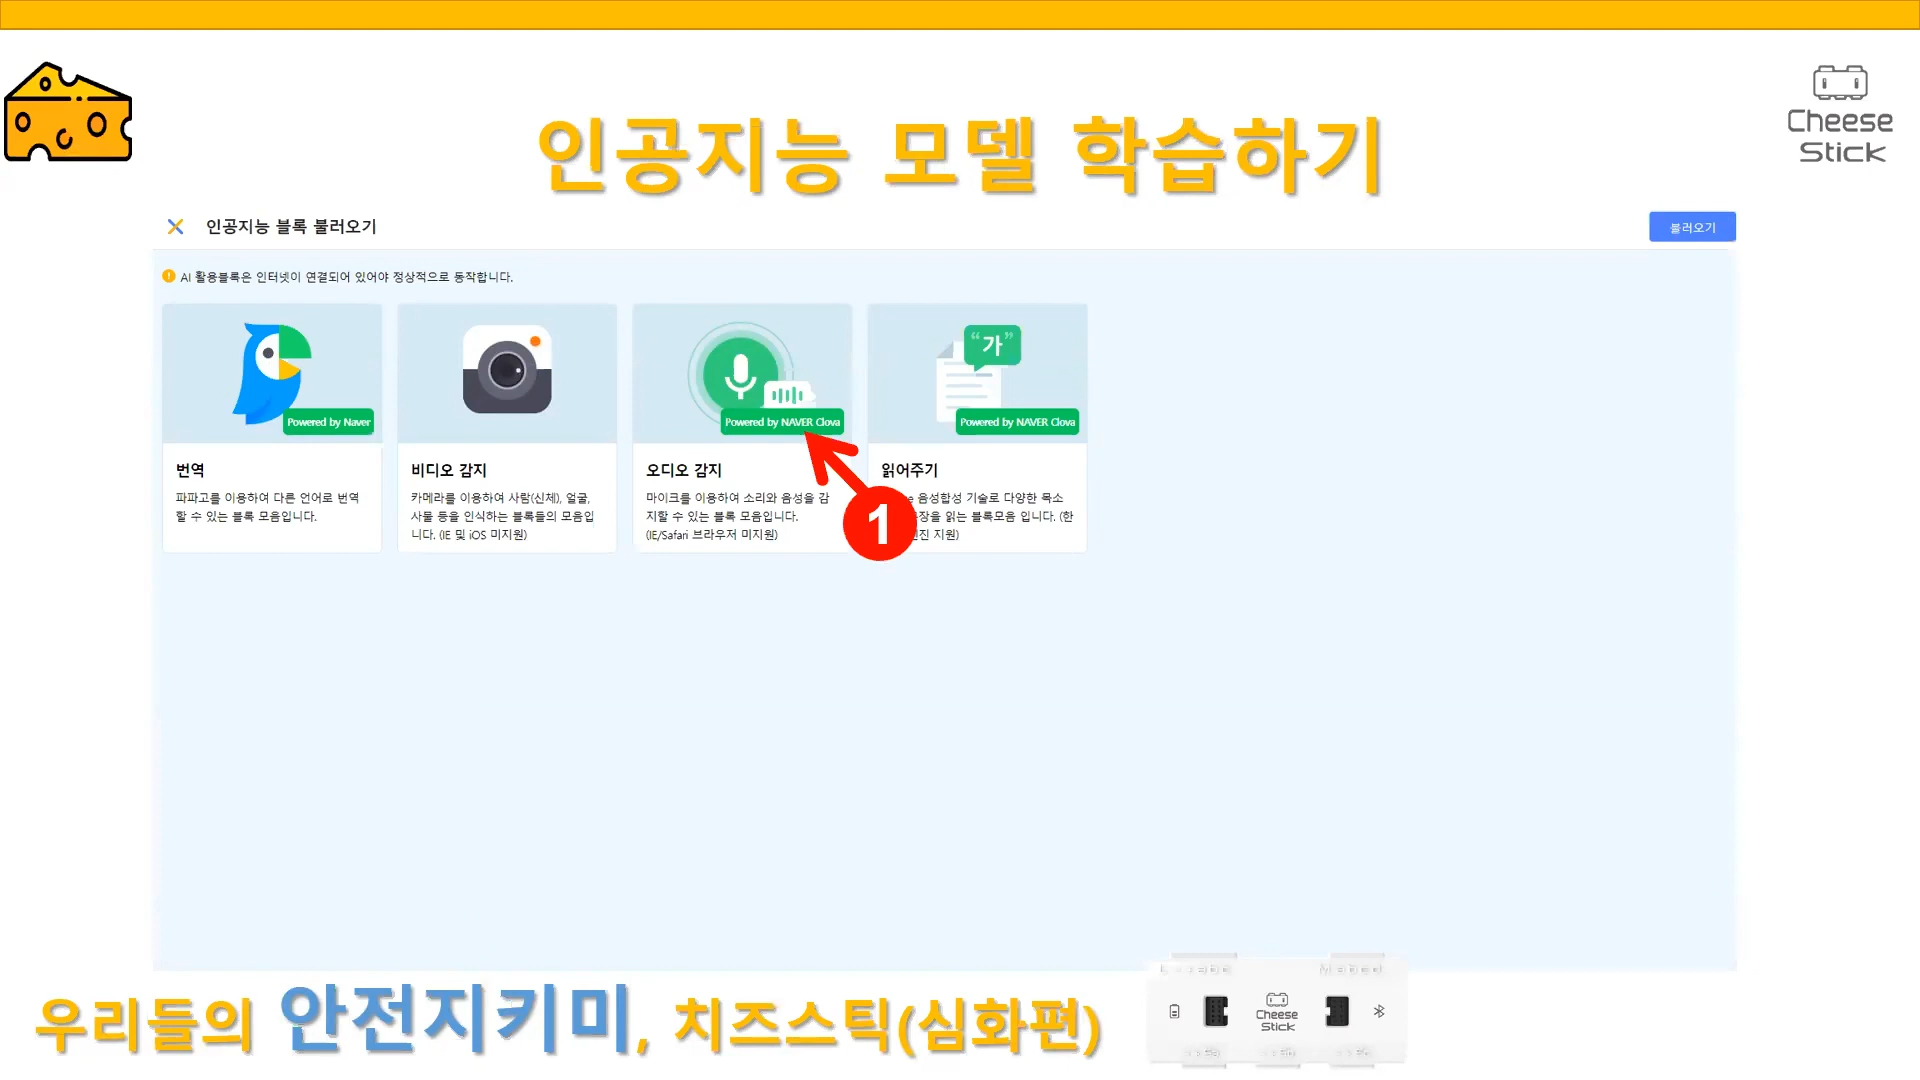 Cheese
Stick
인공지능 모델 학습하기
인공지능 블록 불러오기
불러오기
AI 활용블록은 인터넷이 연결되어 있어야 정상적으로 동작합니다.
Powered by Naver
번역
파파고를 이용하여 다른 언어로 번역
할 수 있는 블록 모음입니다.
비디오 감지
카메라를 이용하여 사람(신체), 얼굴,
사물 등을 인식하는 블록들의 모음입
니다. (IE 및 iOS 미지원)
Powered by NAVER Clova
오디오 감지
마이크를 이용하여 소리와 음성을 감
지할 수 있는 블록 모음입니다.
(IE/Safari 브라우저 미지원)
“가”
Powered by NAVER Clova
읽어주기
음성합성 기술로 다양한 목소
읽는 블록모음 입니다. (한
지원)
1
우리들의 안전지키미, 치즈스틱(심화편)
Cheese
Stick